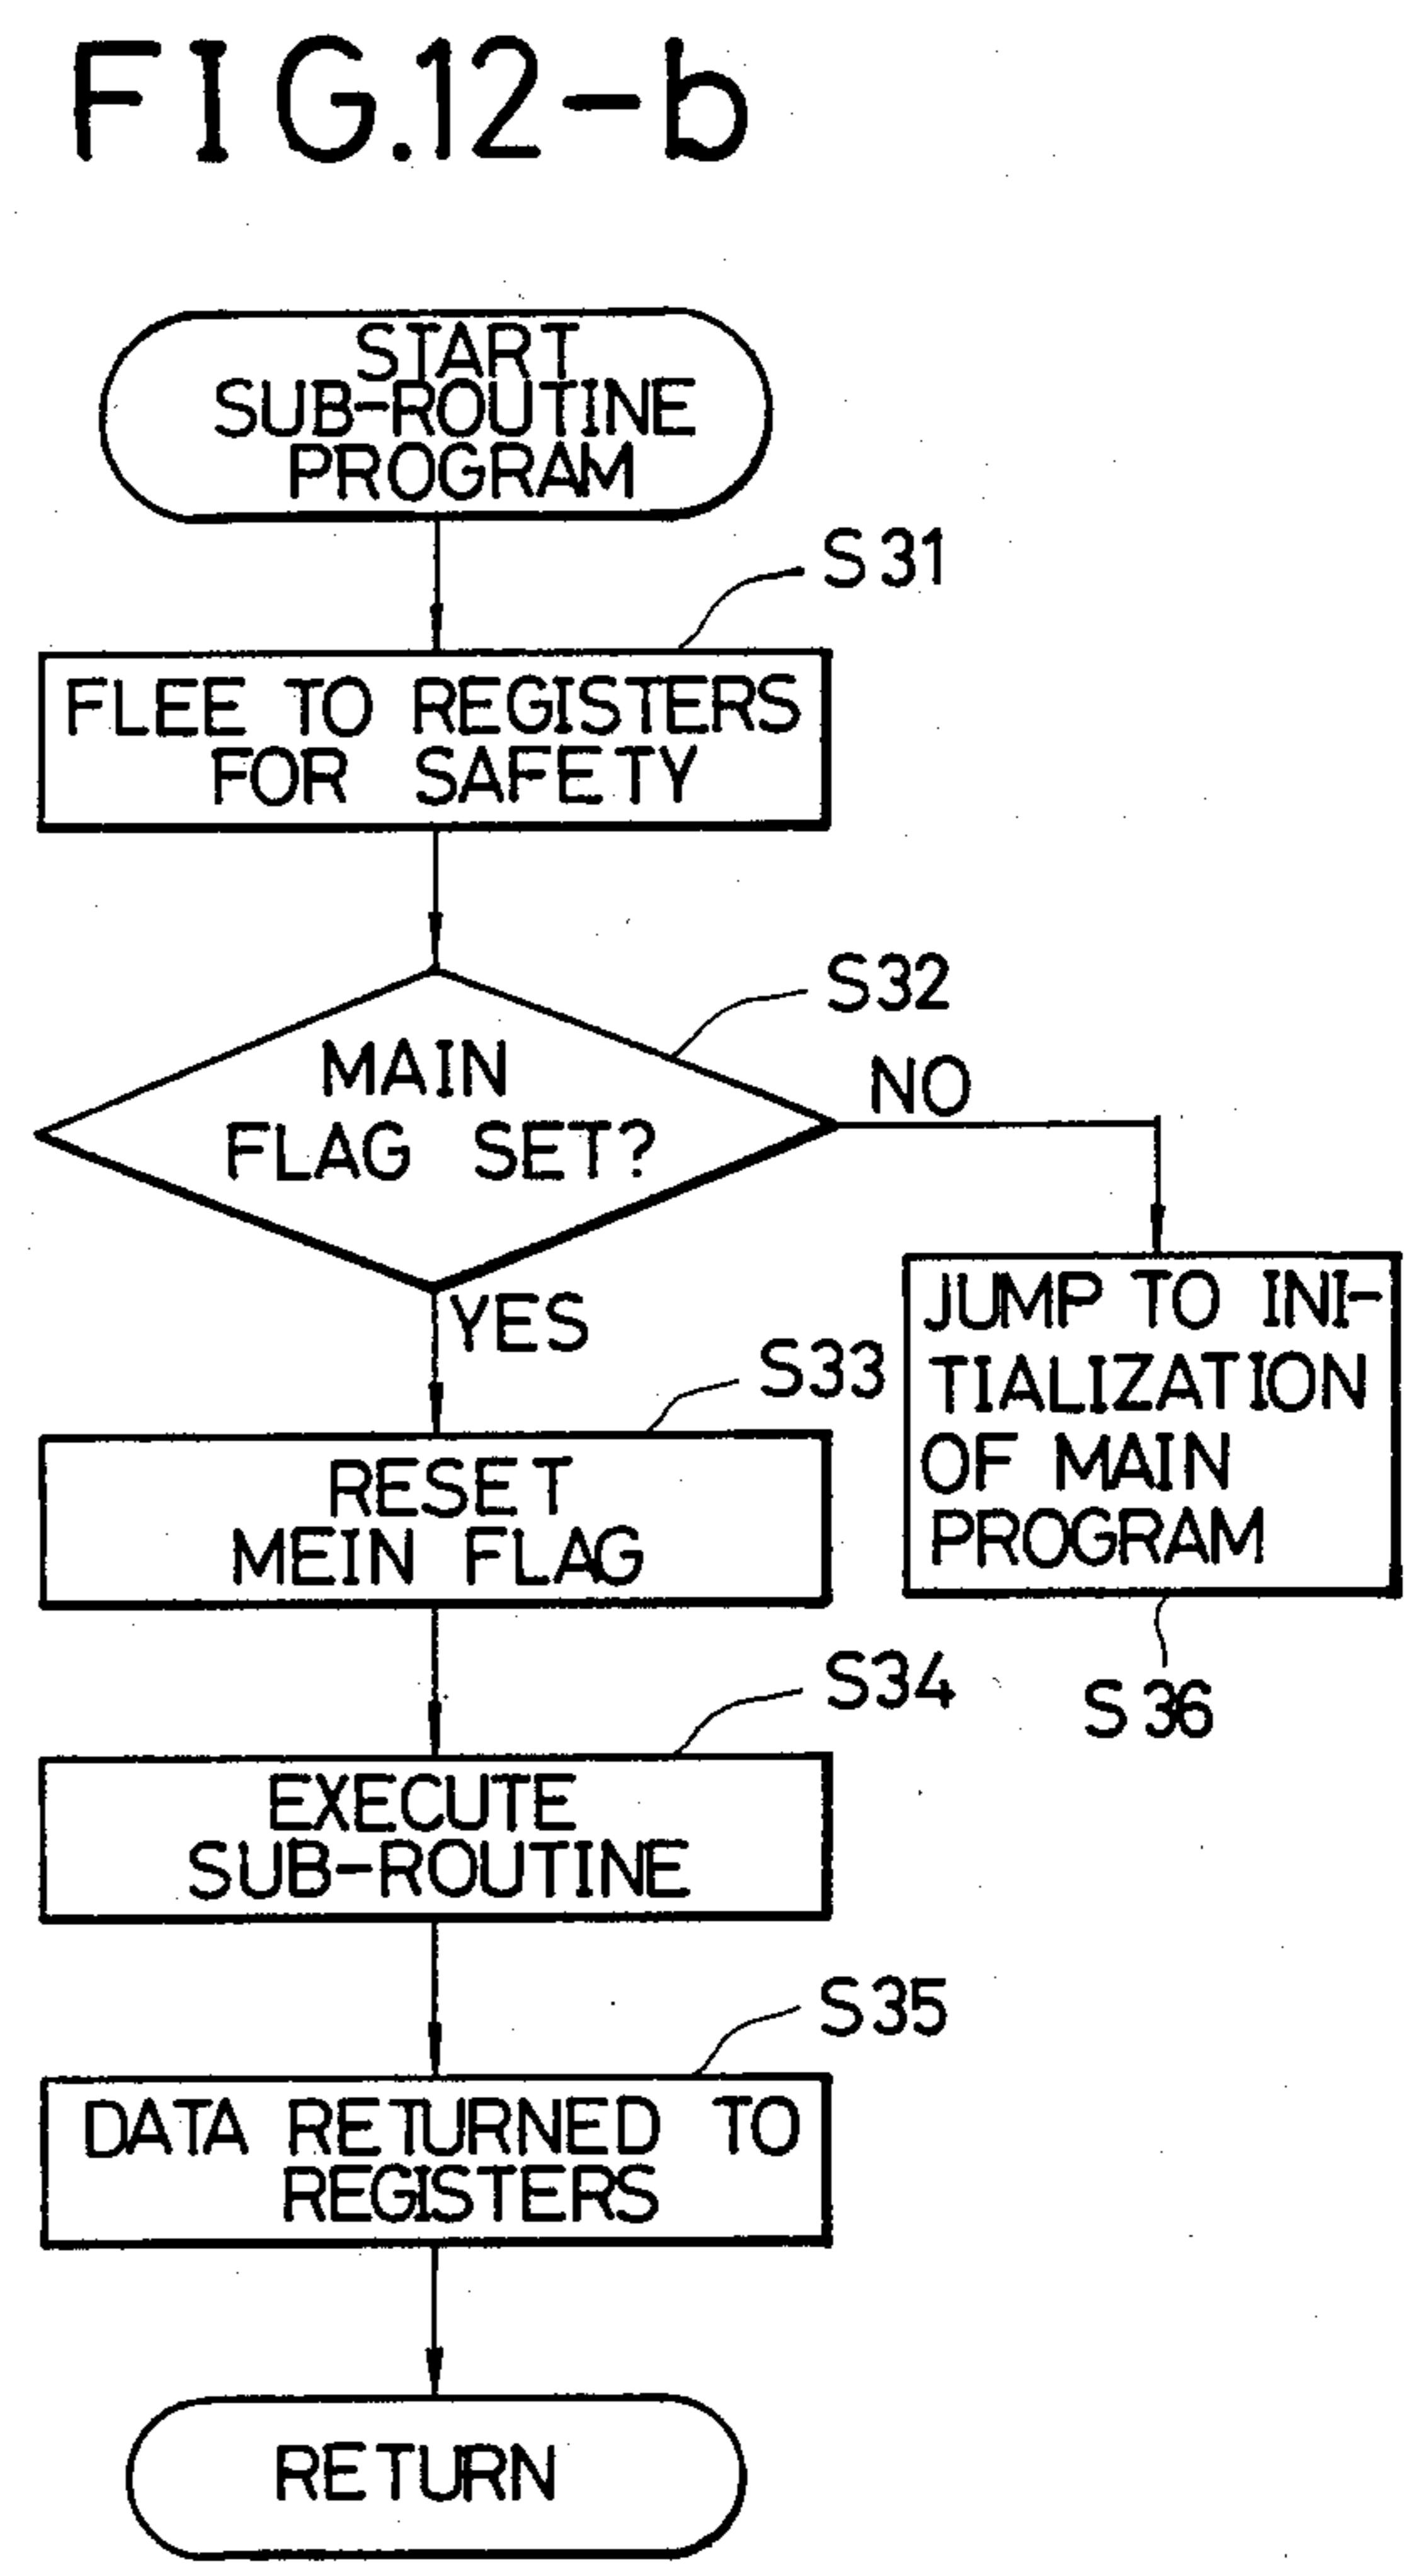 FIG.12-b
START
SUB-ROUTINE
PROGRAM
S31
FLEE TO REGISTERS
FOR SAFETY
S32
MAIN
FLAG SET?
NO
YES
JUMP TO INI-
TIALIZATION
OF MAIN
PROGRAM
S36
S33
RESET
MEIN FLAG
S34
EXECUTE
SUB-ROUTINE
S35
DATA RETURNED TO
REGISTERS
RETURN